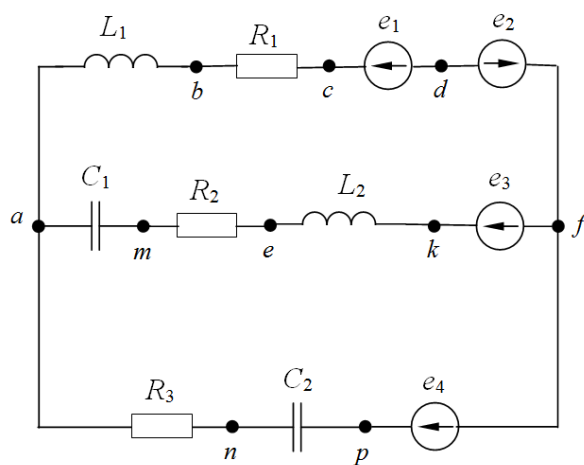 L₁ R₁ e₁ e₂
b c d
C₁ R₂ L₂ e₃
a f
m e k
R₃ C₂ e₄
n p